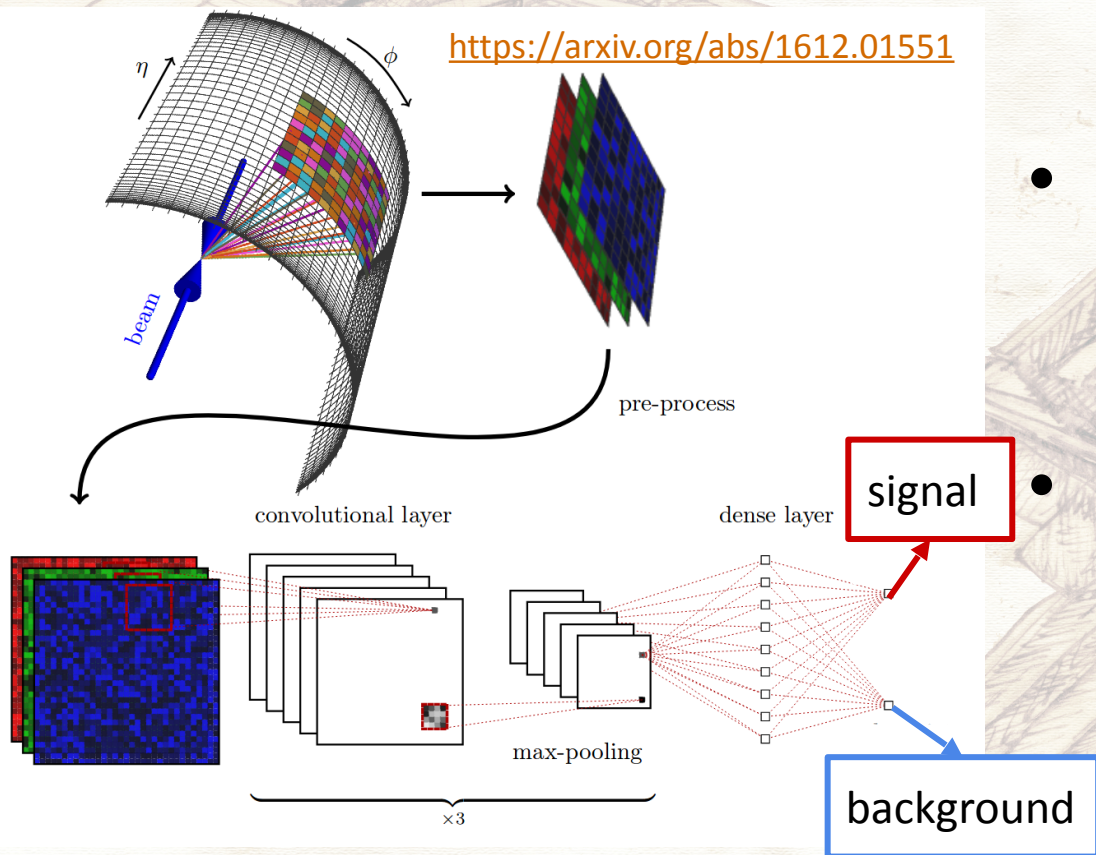 https://arxiv.org/abs/1612.01551
η
ϕ
beam
pre-process
signal
convolutional layer
dense layer
max-pooling
×3
background